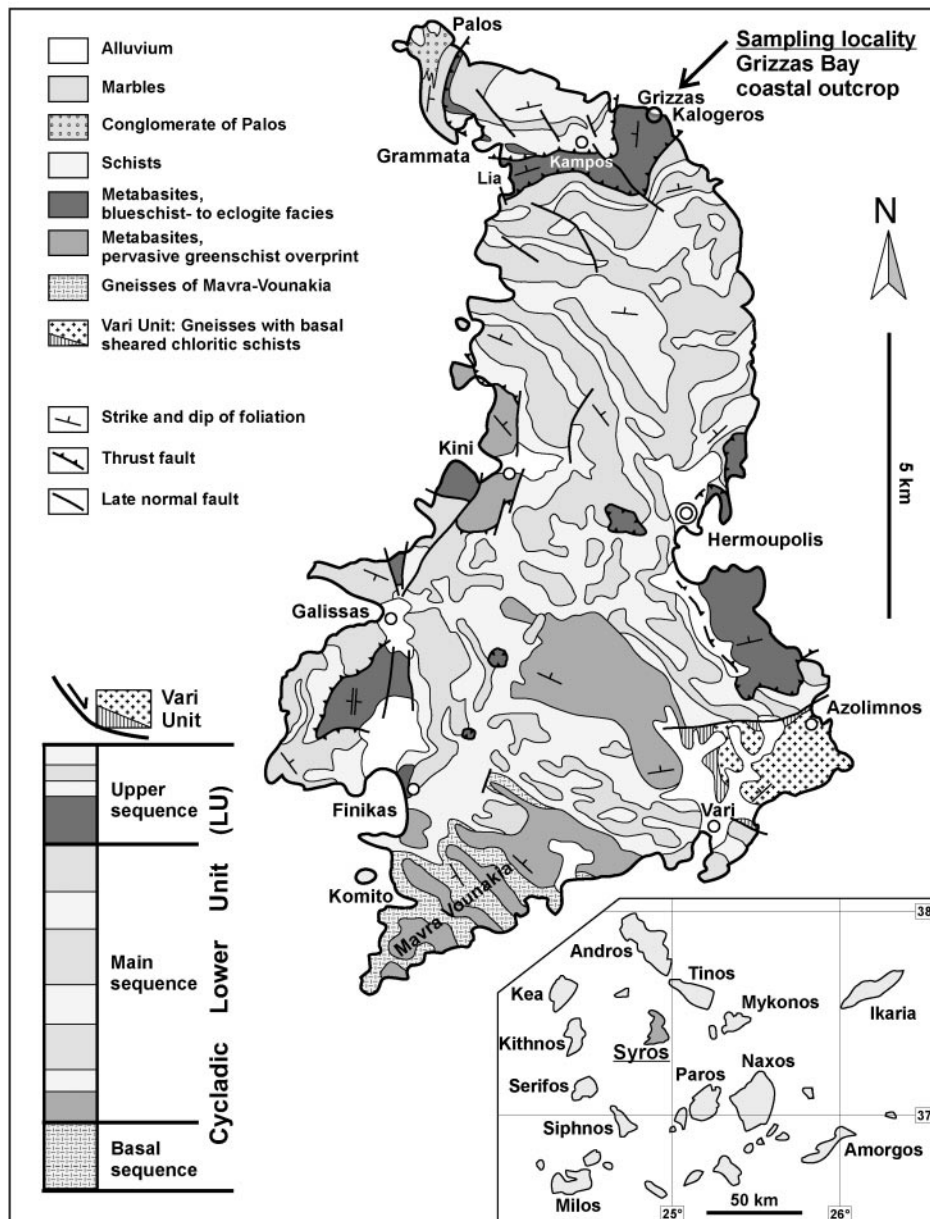 Alluvium
Marbles
Conglomerate of Palos
Schists
Metabasites,
blueschist- to eclogite facies
Metabasites,
pervasive greenschist overprint
Gneisses of Mavra-Vounakia
Vari Unit: Gneisses with basal
sheared chloritic schists
Strike and dip of foliation
Thrust fault
Late normal fault
Palos
Sampling locality
Grizzas Bay
coastal outcrop
Grizzas
Kalogeros
Grammata
Kampos
Lia
N
5 km
Kini
Hermoupolis
Galissas
Azolimnos
Finikas
Vari
Komito
Mavra Vounakia
Vari
Unit
Upper
sequence
Main
sequence
Basal
sequence
Cycladic Lower Unit (LU)
38
Andros
Tinos
Kea
Mykonos
Ikaria
Kithnos
Syros
Naxos
Paros
Serifos
37
Siphnos
Amorgos
Milos
50 km
25°
26°